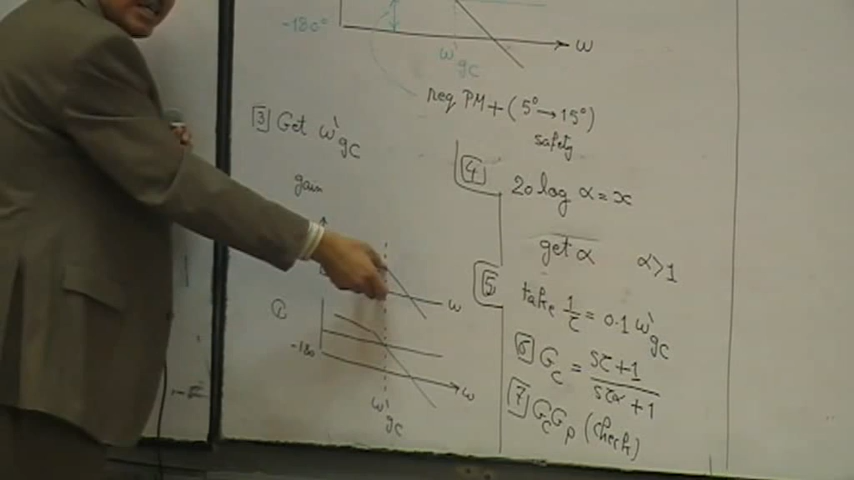 -180°
ω
ω'gc
req PM + (5° → 15°)
safety
[3] Get ω'gc
gain
ω
-180
ω
ω'gc
[4] 20 log α = x
get α α > 1
[5] take 1/τ = 0.1 ω'gc
[6] Gc = (sτ+1)/(sτα+1)
[7] GcGp (check)